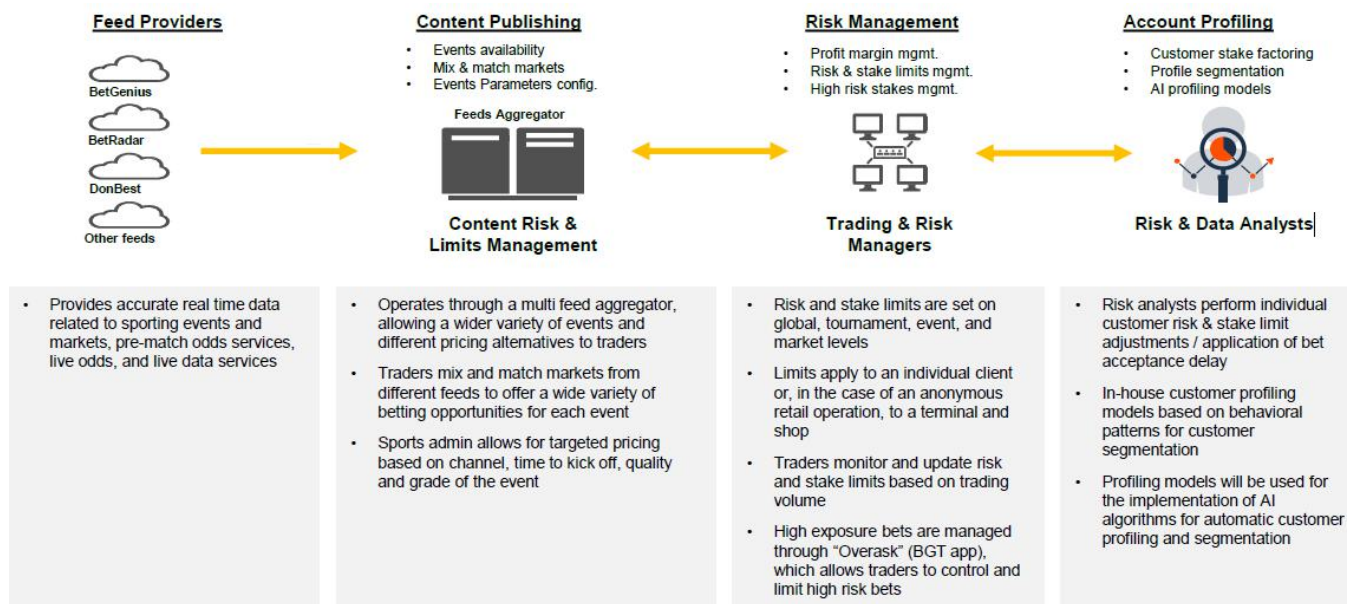 Feed Providers
BetGenius
BetRadar
DonBest
Other feeds
Content Publishing
• Events availability
• Mix & match markets
• Events Parameters config.
Feeds Aggregator
Content Risk &
Limits Management
Risk Management
• Profit margin mgmt.
• Risk & stake limits mgmt.
• High risk stakes mgmt.
Trading & Risk
Managers
Account Profiling
• Customer stake factoring
• Profile segmentation
• AI profiling models
Risk & Data Analysts
• Provides accurate real time data
related to sporting events and
markets, pre-match odds services,
live odds, and live data services
• Operates through a multi feed aggregator,
allowing a wider variety of events and
different pricing alternatives to traders
• Traders mix and match markets from
different feeds to offer a wide variety of
betting opportunities for each event
• Sports admin allows for targeted pricing
based on channel, time to kick off, quality
and grade of the event
• Risk and stake limits are set on
global, tournament, event, and
market levels
• Limits apply to an individual client
or, in the case of an anonymous
retail operation, to a terminal and
shop
• Traders monitor and update risk
and stake limits based on trading
volume
• High exposure bets are managed
through “Overask” (BGT app),
which allows traders to control and
limit high risk bets
• Risk analysts perform individual
customer risk & stake limit
adjustments / application of bet
acceptance delay
• In-house customer profiling
models based on behavioral
patterns for customer
segmentation
• Profiling models will be used for
the implementation of AI
algorithms for automatic customer
profiling and segmentation